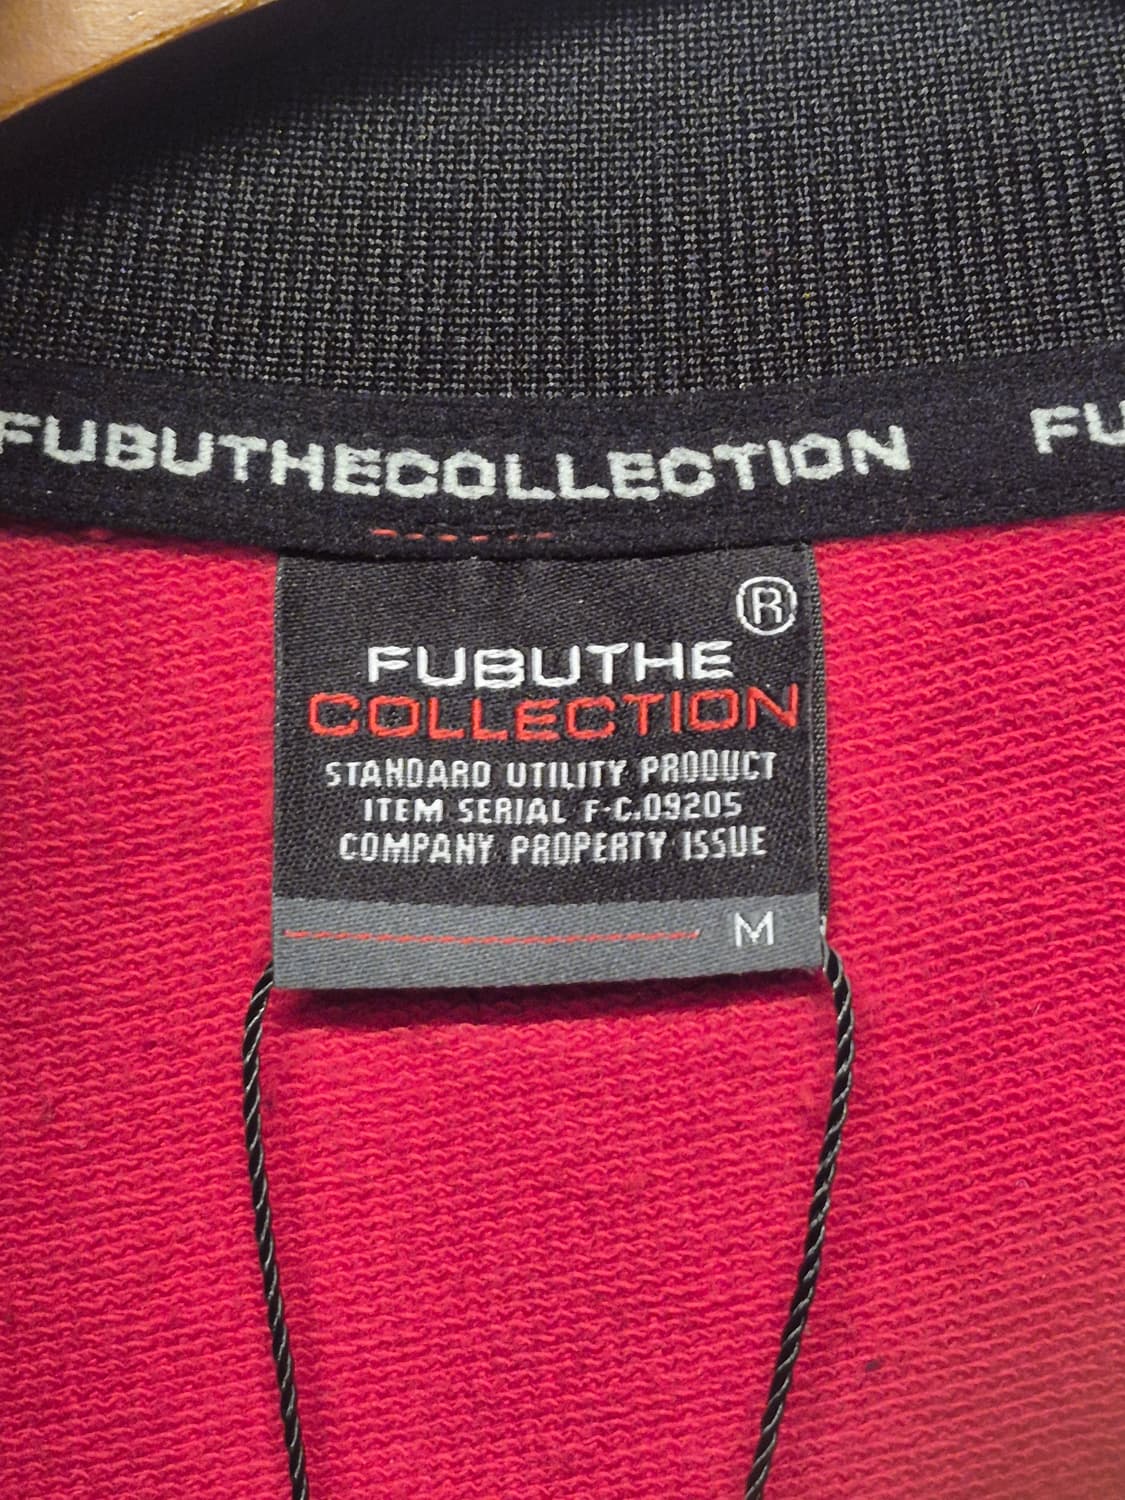 FUBUTHECOLLECTION FU
®
FUBUTHE
COLLECTION
STANDARD UTILITY PRODUCT
ITEM SERIAL F-C.09205
COMPANY PROPERTY ISSUE
M